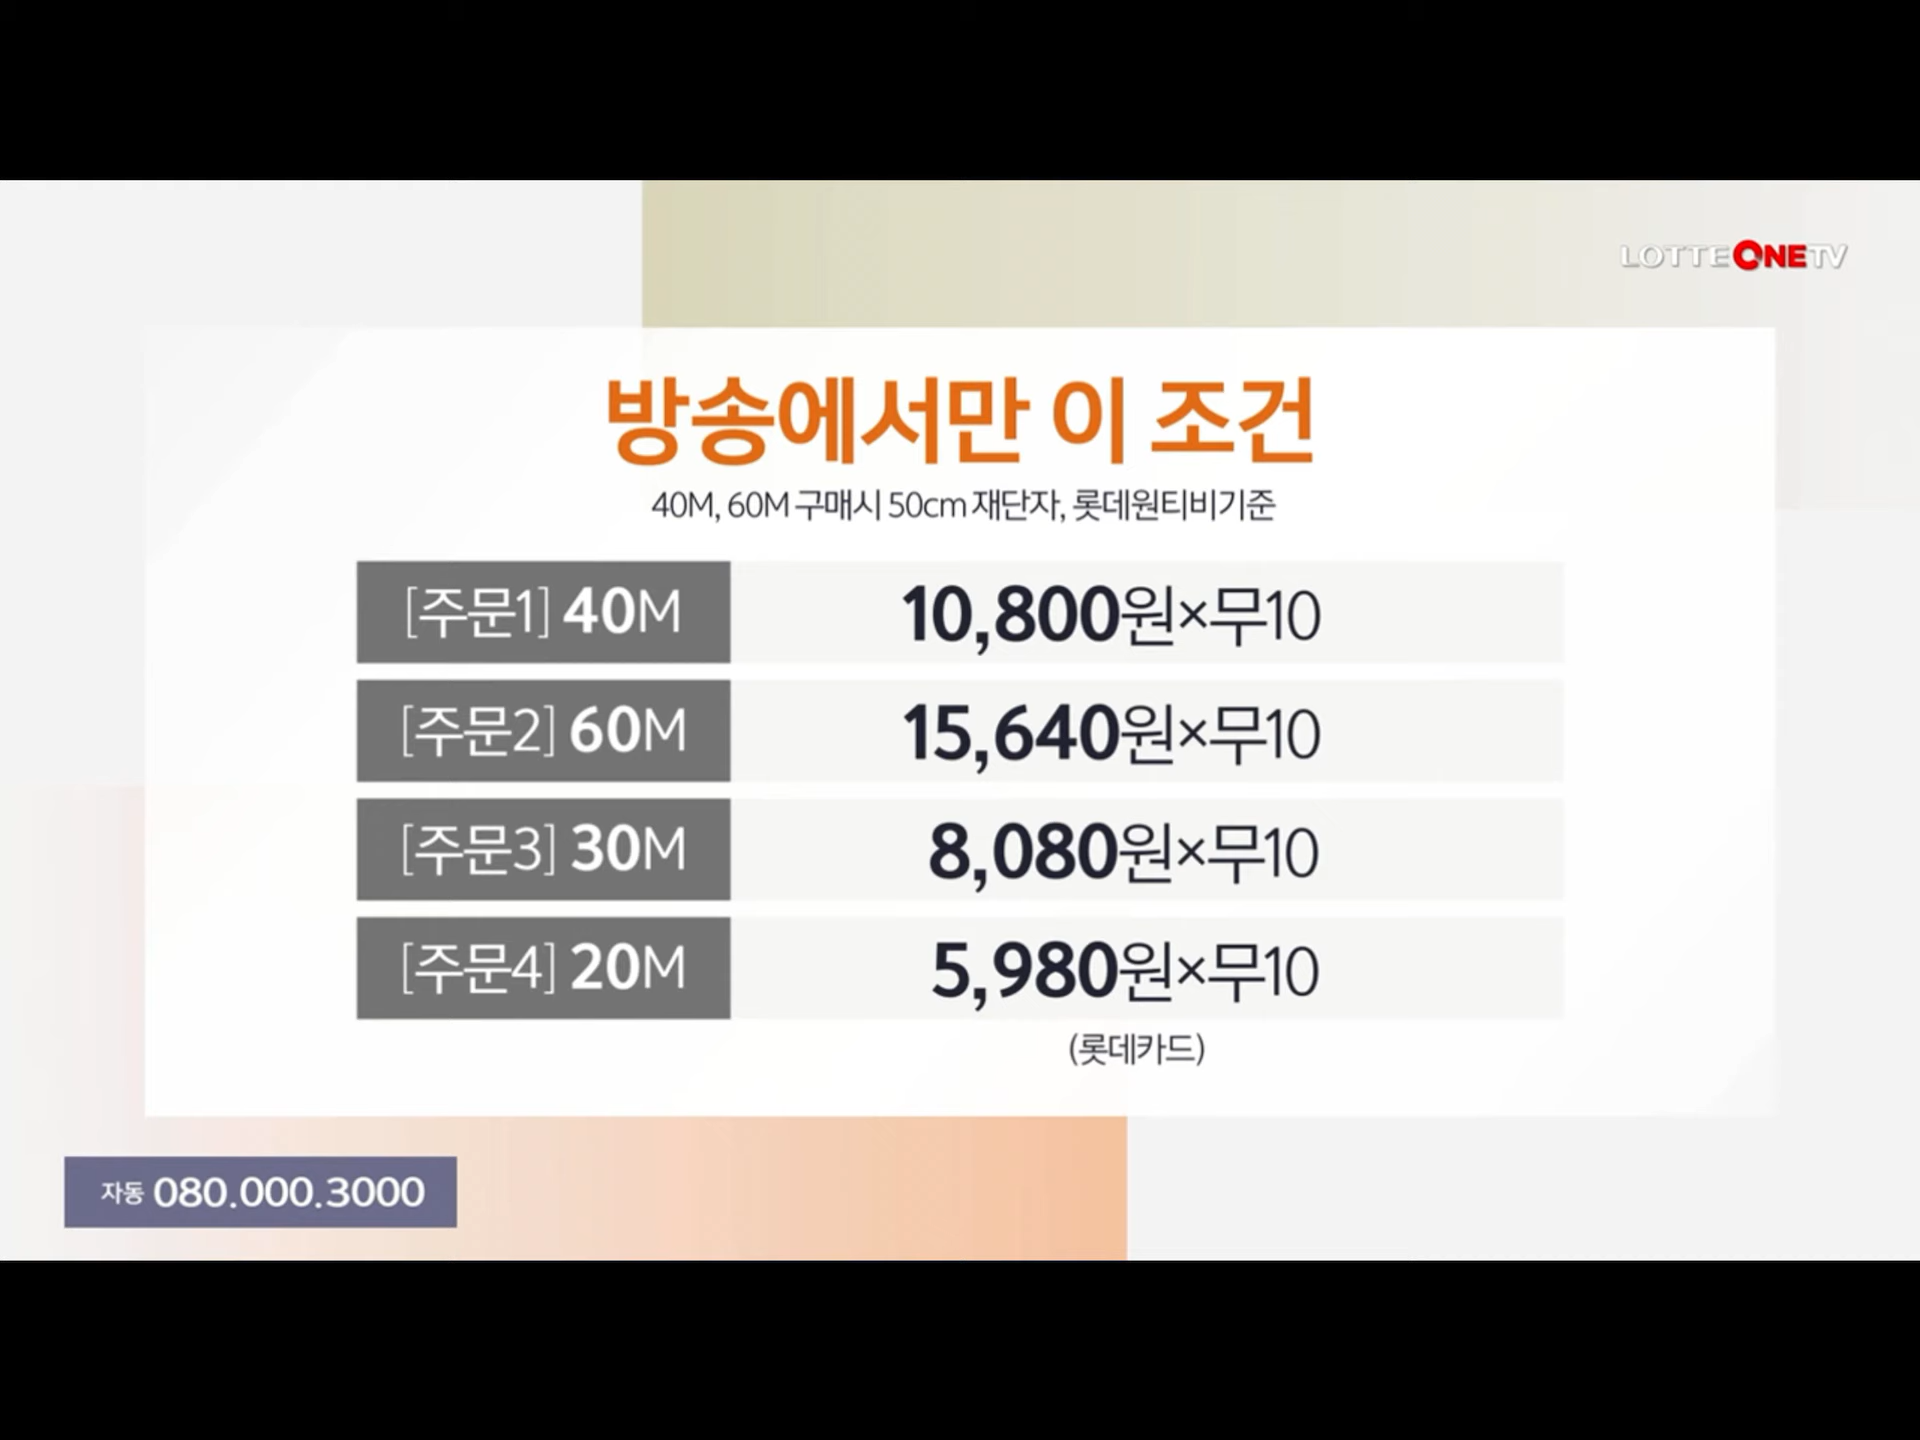 LOTTE ONE TV
방송에서만 이 조건
40M, 60M 구매시 50cm 재단자, 롯데원티비기준
[주문1] 40M 10,800원×무10
[주문2] 60M 15,640원×무10
[주문3] 30M 8,080원×무10
[주문4] 20M 5,980원×무10
(롯데카드)
자동 080.000.3000